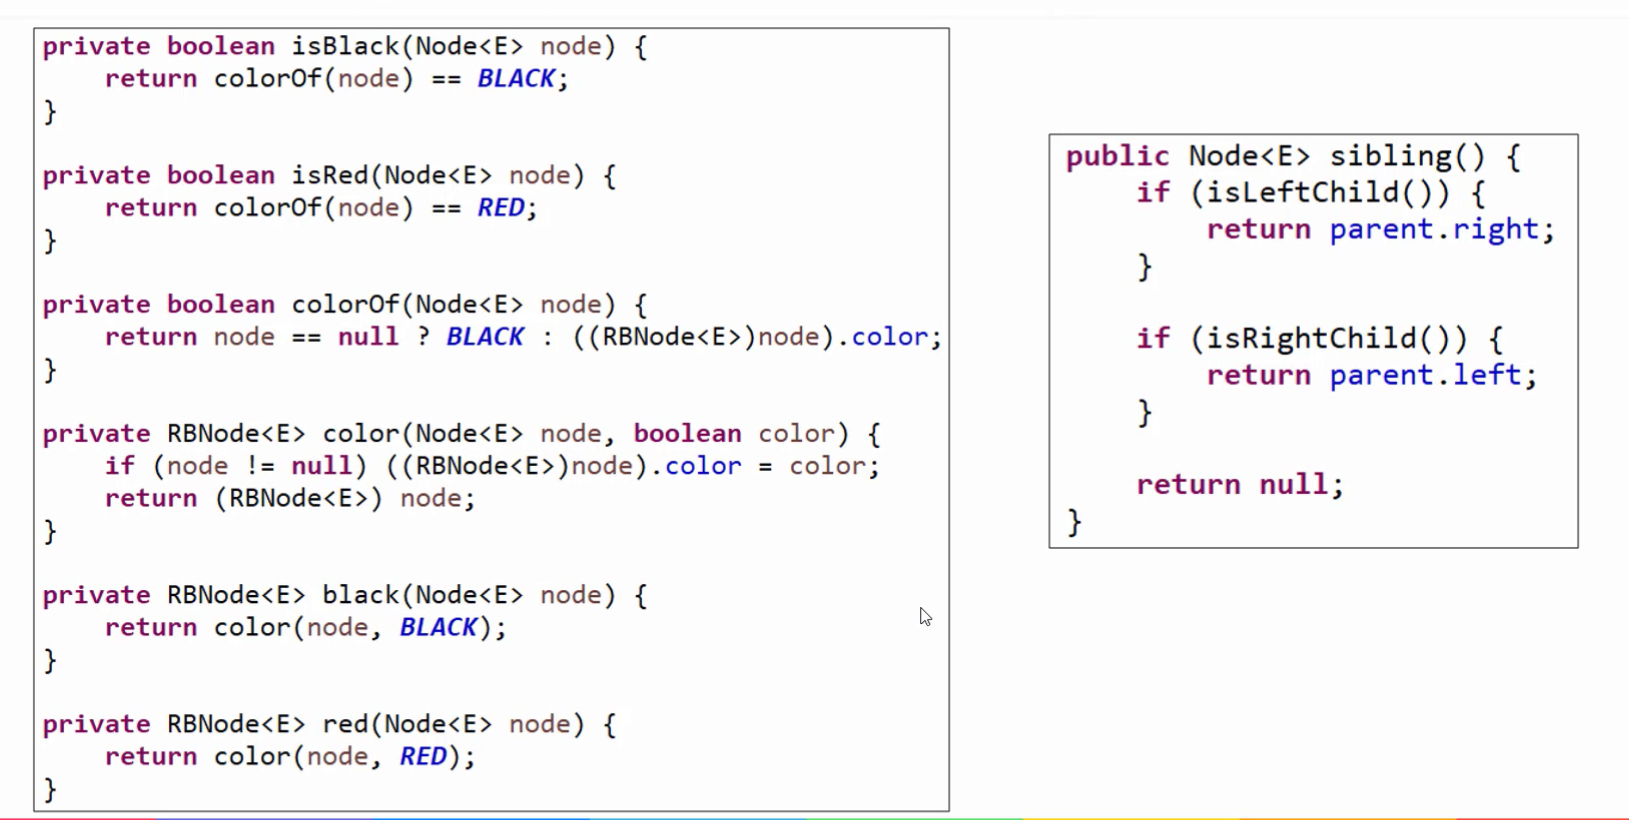 private boolean isBlack(Node<E> node) {
    return colorOf(node) == BLACK;
}

private boolean isRed(Node<E> node) {
    return colorOf(node) == RED;
}

private boolean colorOf(Node<E> node) {
    return node == null ? BLACK : ((RBNode<E>)node).color;
}

private RBNode<E> color(Node<E> node, boolean color) {
    if (node != null) ((RBNode<E>)node).color = color;
    return (RBNode<E>) node;
}

private RBNode<E> black(Node<E> node) {
    return color(node, BLACK);
}

private RBNode<E> red(Node<E> node) {
    return color(node, RED);
}

public Node<E> sibling() {
    if (isLeftChild()) {
        return parent.right;
    }

    if (isRightChild()) {
        return parent.left;
    }

    return null;
}